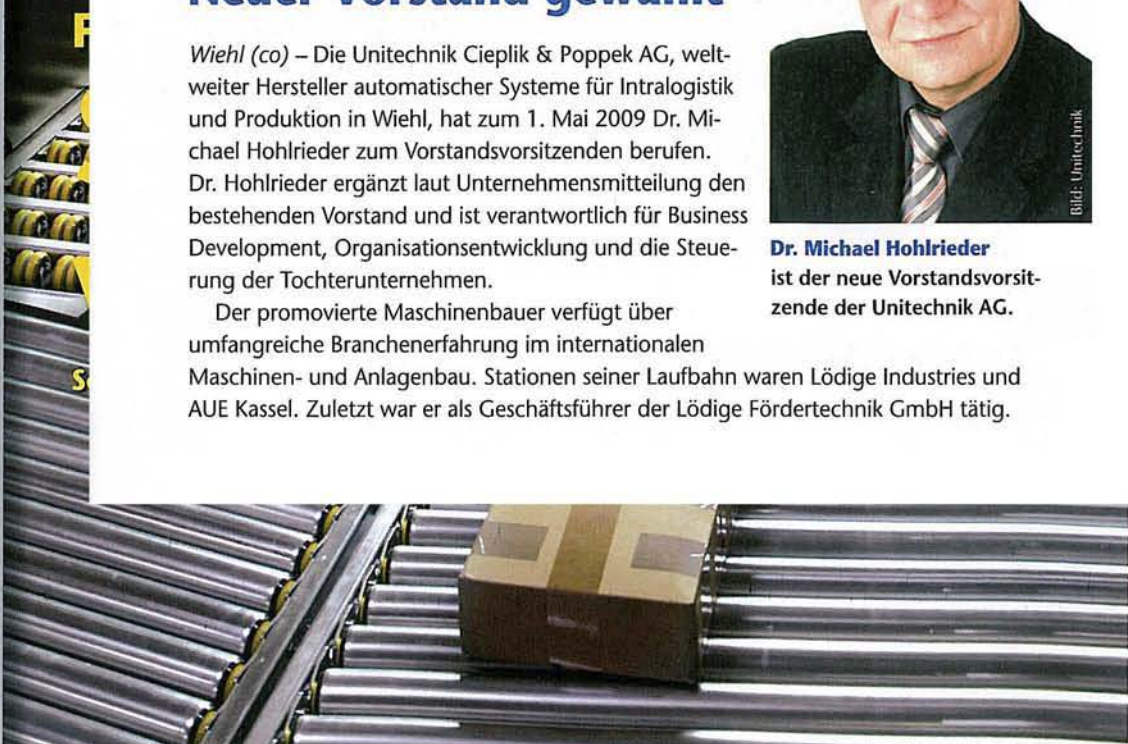 Neuer Vorstand gewählt
Wiehl (co) – Die Unitechnik Cieplik & Poppek AG, welt-
weiter Hersteller automatischer Systeme für Intralogistik
und Produktion in Wiehl, hat zum 1. Mai 2009 Dr. Mi-
chael Hohlrieder zum Vorstandsvorsitzenden berufen.
Dr. Hohlrieder ergänzt laut Unternehmensmitteilung den
bestehenden Vorstand und ist verantwortlich für Business
Development, Organisationsentwicklung und die Steue-
rung der Tochterunternehmen.
Der promovierte Maschinenbauer verfügt über
umfangreiche Branchenerfahrung im internationalen
Maschinen- und Anlagenbau. Stationen seiner Laufbahn waren Lödige Industries und
AUE Kassel. Zuletzt war er als Geschäftsführer der Lödige Fördertechnik GmbH tätig.
Bild: Unitechnik
Dr. Michael Hohlrieder
ist der neue Vorstandsvorsit-
zende der Unitechnik AG.